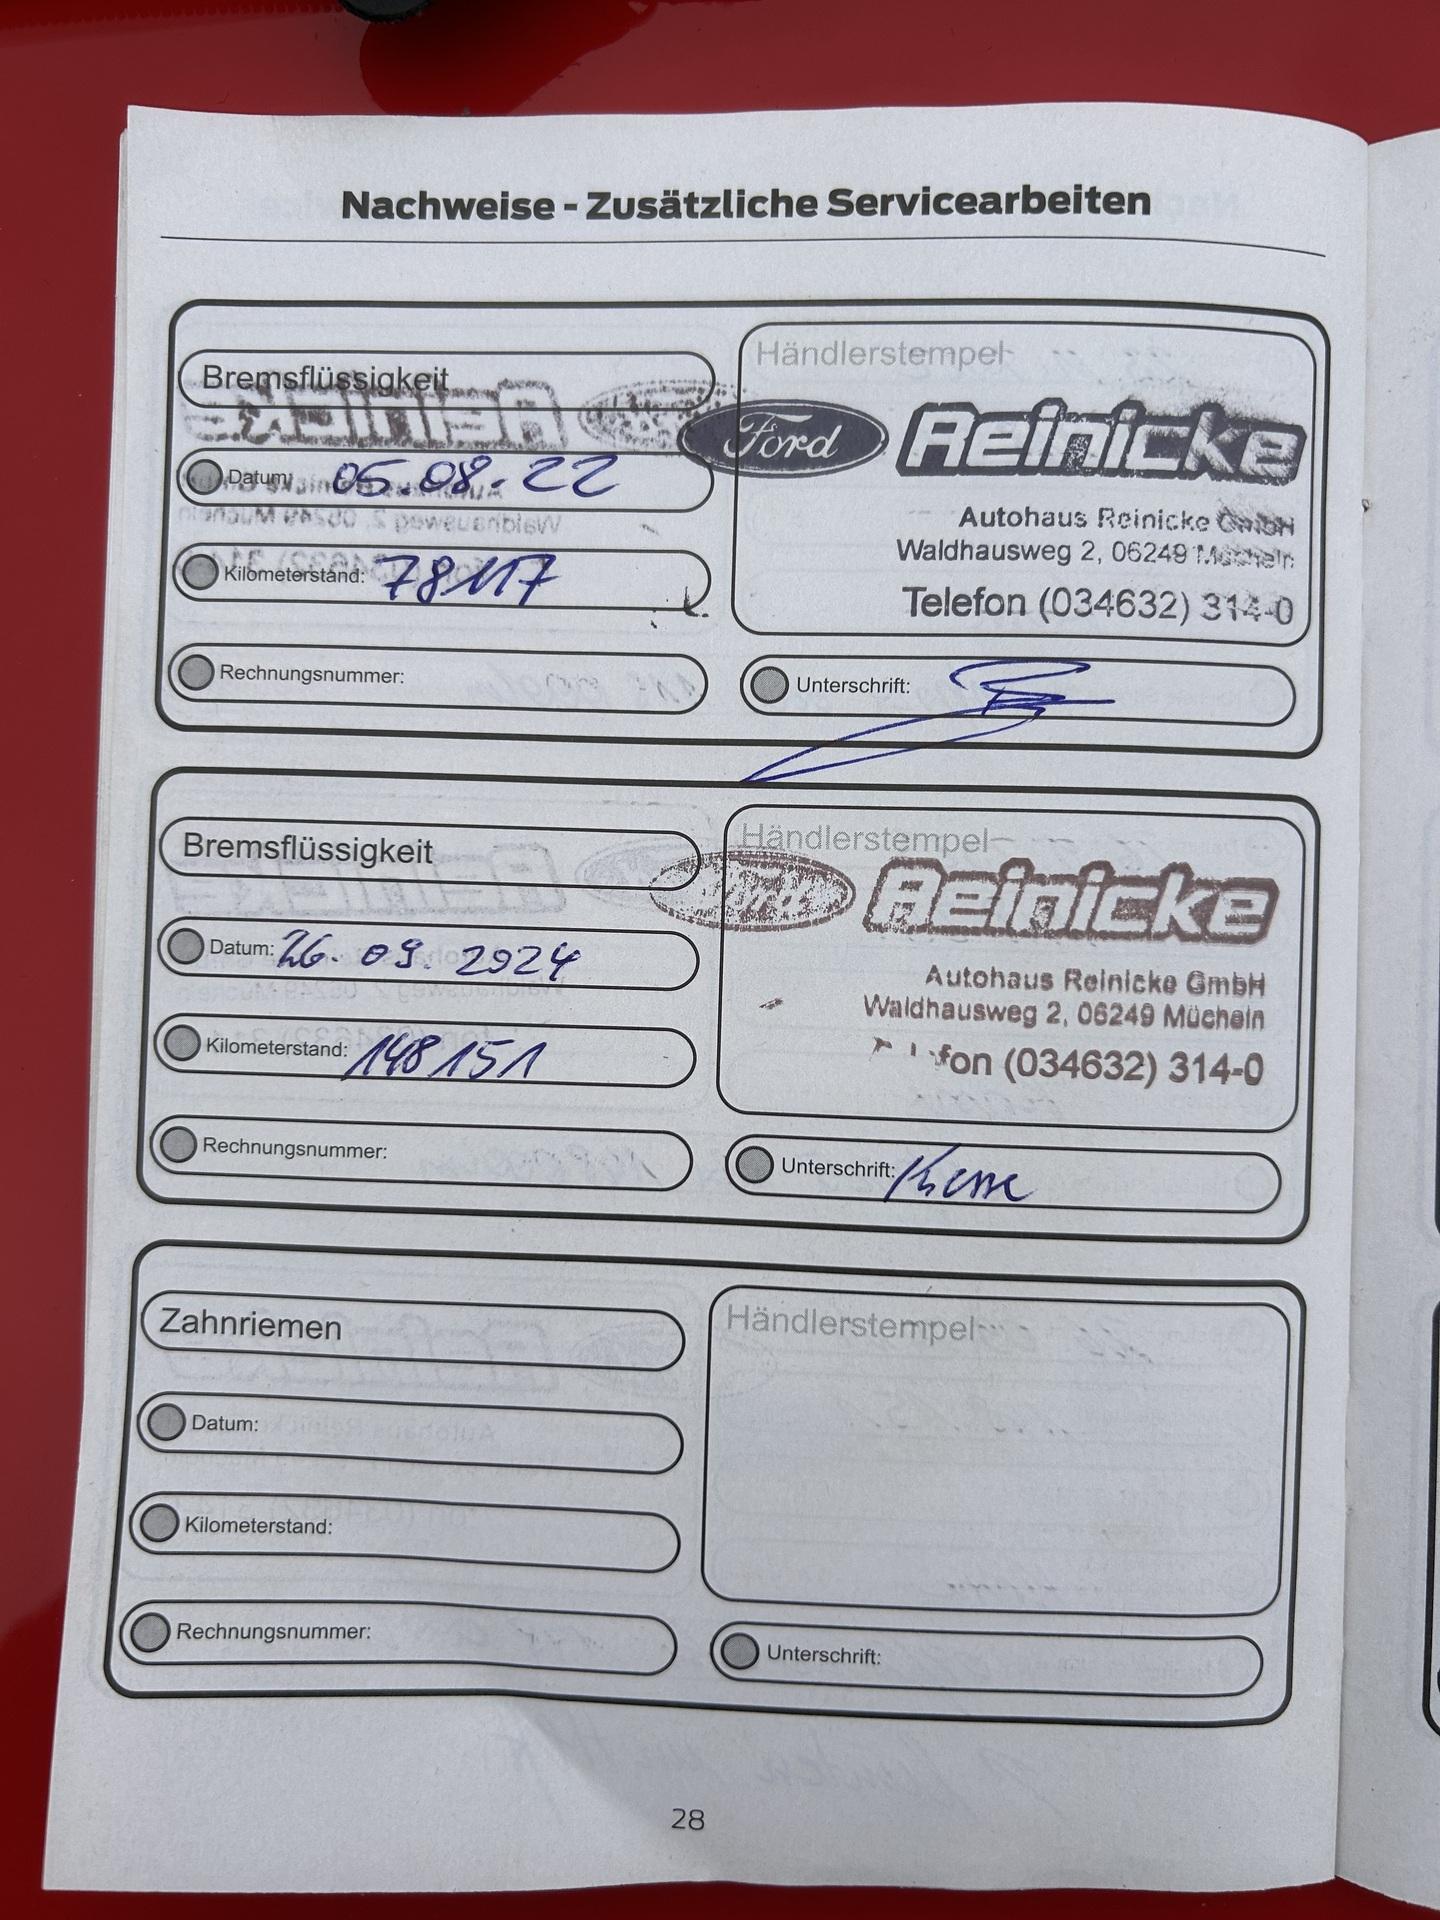 Nachweise - Zusätzliche Servicearbeiten
Bremsflüssigkeit
Händlerstempel
Ford Reinicke
Datum: 05.08.22
Autohaus Reinicke GmbH
Waldhausweg 2, 06249 Mücheln
Kilometerstand: 78117
Telefon (034632) 314-0
Rechnungsnummer:
Unterschrift:
Bremsflüssigkeit
Händlerstempel
Ford Reinicke
Datum: 26.09.2024
Autohaus Reinicke GmbH
Waldhausweg 2, 06249 Mücheln
Kilometerstand: 148151
(034632) 314-0
Rechnungsnummer:
Unterschrift:
Zahnriemen
Händlerstempel
Datum:
Kilometerstand:
Rechnungsnummer:
Unterschrift:
28